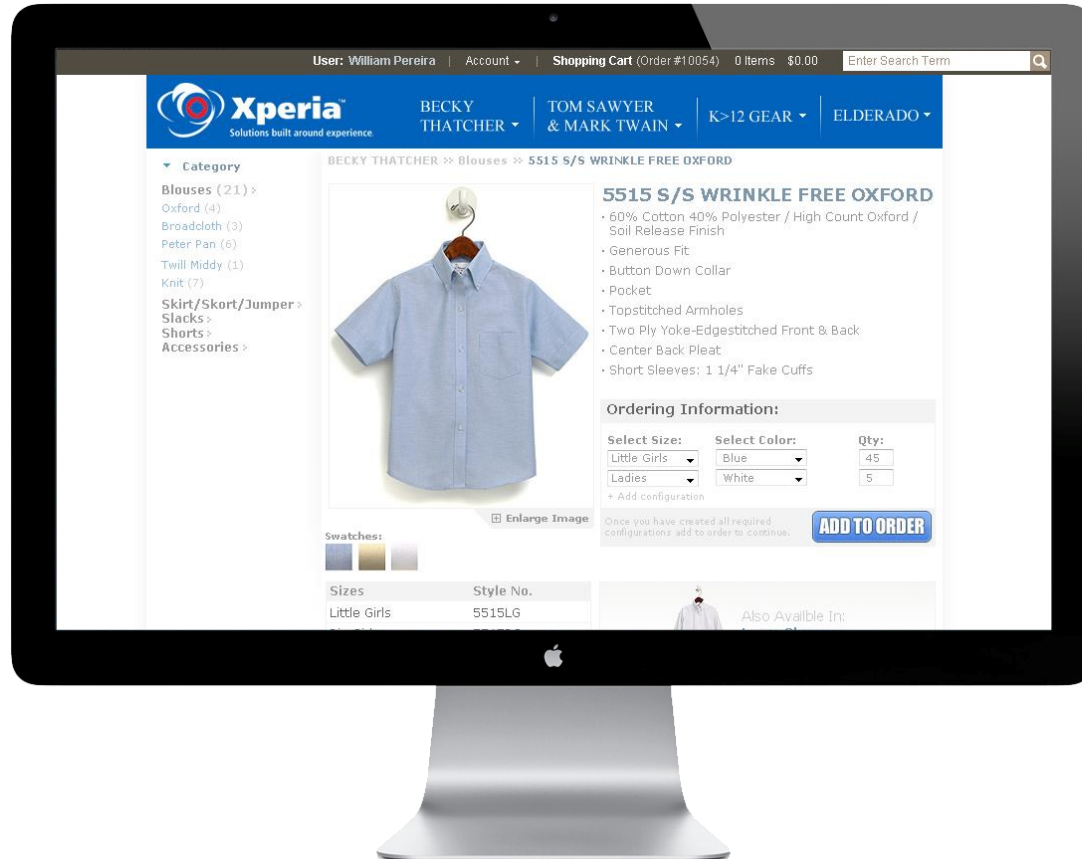 User: William Pereira | Account | Shopping Cart (Order #10054) 0 Items $0.00 Enter Search Term
Xperia™
Solutions built around experience.
BECKY
THATCHER
TOM SAWYER
& MARK TWAIN
K>12 GEAR
ELDERADO
Category
Blouses (21) >
Oxford (4)
Broadcloth (3)
Peter Pan (6)
Twill Middy (1)
Knit (7)
Skirt/Skort/Jumper >
Slacks >
Shorts >
Accessories >
BECKY THATCHER >> Blouses >> 5515 S/S WRINKLE FREE OXFORD
5515 S/S WRINKLE FREE OXFORD
· 60% Cotton 40% Polyester / High Count Oxford /
Soil Release Finish
· Generous Fit
· Button Down Collar
· Pocket
· Topstitched Armholes
· Two Ply Yoke-Edgestitched Front & Back
· Center Back Pleat
· Short Sleeves: 1 1/4" Fake Cuffs
Ordering Information:
Select Size: Select Color: Qty:
Little Girls Blue 45
Ladies White 5
+ Add configuration
Once you have created all required
configurations add to order to continue.
ADD TO ORDER
Enlarge Image
Swatches:
Sizes Style No.
Little Girls 5515LG
Also Availble In: